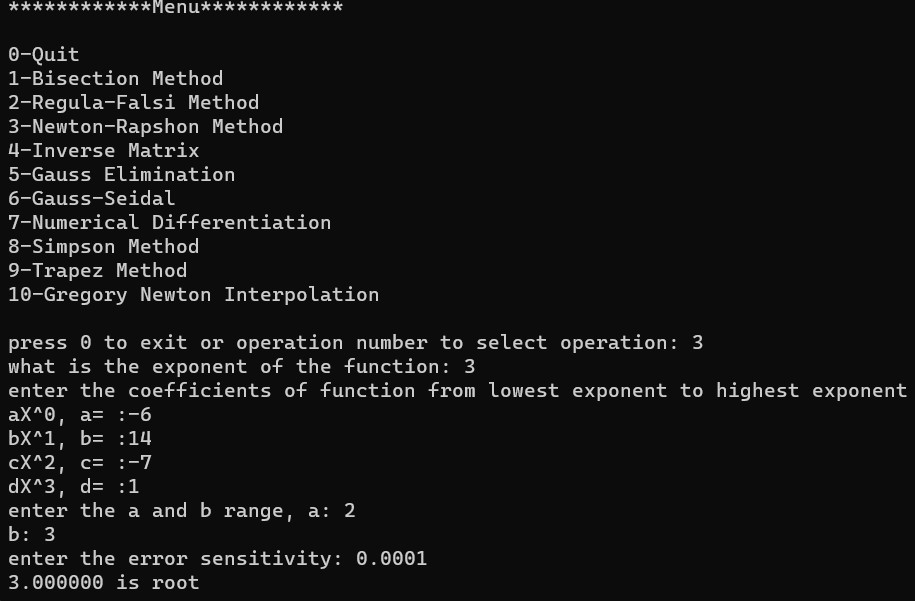 ************Menu************
0-Quit
1-Bisection Method
2-Regula-Falsi Method
3-Newton-Rapshon Method
4-Inverse Matrix
5-Gauss Elimination
6-Gauss-Seidal
7-Numerical Differentiation
8-Simpson Method
9-Trapez Method
10-Gregory Newton Interpolation
press 0 to exit or operation number to select operation: 3
what is the exponent of the function: 3
enter the coefficients of function from lowest exponent to highest exponent
aX^0, a= :-6
bX^1, b= :14
cX^2, c= :-7
dX^3, d= :1
enter the a and b range, a: 2
b: 3
enter the error sensitivity: 0.0001
3.000000 is root